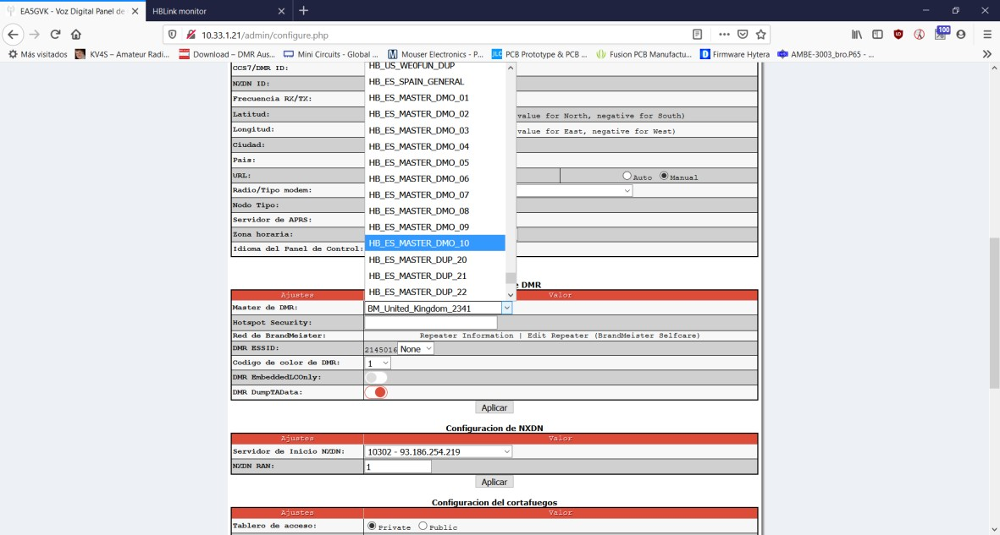 EA5GVK - Voz Digital Panel de
HBLink monitor
10.33.1.21/admin/configure.php
100
Más visitados
KV4S – Amateur Radi...
Download – DMR Aus...
Mini Circuits - Global ...
Mouser Electronics - P...
PCB Prototype & PCB ...
Fusion PCB Manufactu...
Firmware Hytera
AMBE-3003_bro.P65 - ...
CCS7/DMR ID:
NXDN ID:
Frecuencia RX/TX:
Latitud:
value for North, negative for South)
Longitud:
value for East, negative for West)
Ciudad:
Pais:
URL:
Auto Manual
Radio/Tipo modem:
Nodo Tipo:
Servidor de APRS:
Zona horaria:
Idioma del Panel de Control:
HB_US_WE0FUN_DUP
HB_ES_SPAIN_GENERAL
HB_ES_MASTER_DMO_01
HB_ES_MASTER_DMO_02
HB_ES_MASTER_DMO_03
HB_ES_MASTER_DMO_04
HB_ES_MASTER_DMO_05
HB_ES_MASTER_DMO_06
HB_ES_MASTER_DMO_07
HB_ES_MASTER_DMO_08
HB_ES_MASTER_DMO_09
HB_ES_MASTER_DMO_10
HB_ES_MASTER_DUP_20
HB_ES_MASTER_DUP_21
HB_ES_MASTER_DUP_22
e DMR
Ajustes Valor
Master de DMR: BM_United_Kingdom_2341
Hotspot Security:
Red de BrandMeister: Repeater Information | Edit Repeater (BrandMeister Selfcare)
DMR ESSID: 2145016 None
Codigo de color de DMR: 1
DMR EmbeddedLCOnly:
DMR DumpTAData:
Aplicar
Configuracion de NXDN
Ajustes Valor
Servidor de Inicio NXDN: 10302 - 93.186.254.219
NXDN RAN: 1
Aplicar
Configuracion del cortafuegos
Ajustes Valor
Tablero de acceso: Private Public